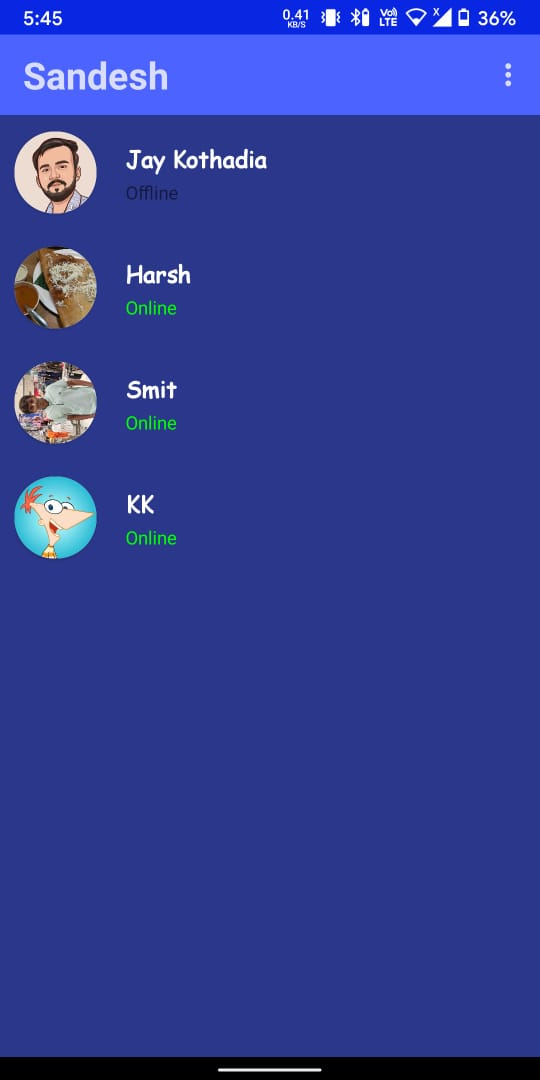 5:45
0.41
KB/S
Vo)
LTE
X
36%
Sandesh
Jay Kothadia
Offline
Harsh
Online
Smit
Online
KK
Online